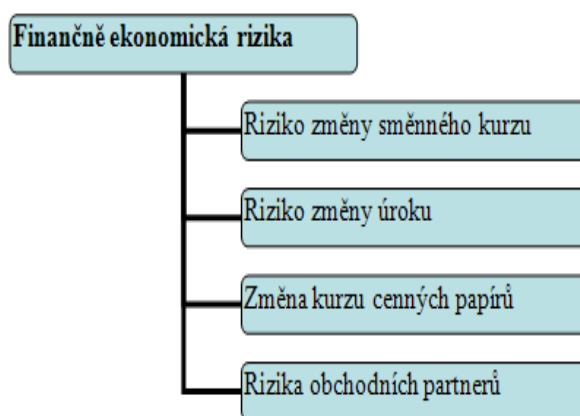 Finančně ekonomická rizika
Riziko změny směnného kurzu
Riziko změny úroku
Změna kurzu cenných papírů
Rizika obchodních partnerů